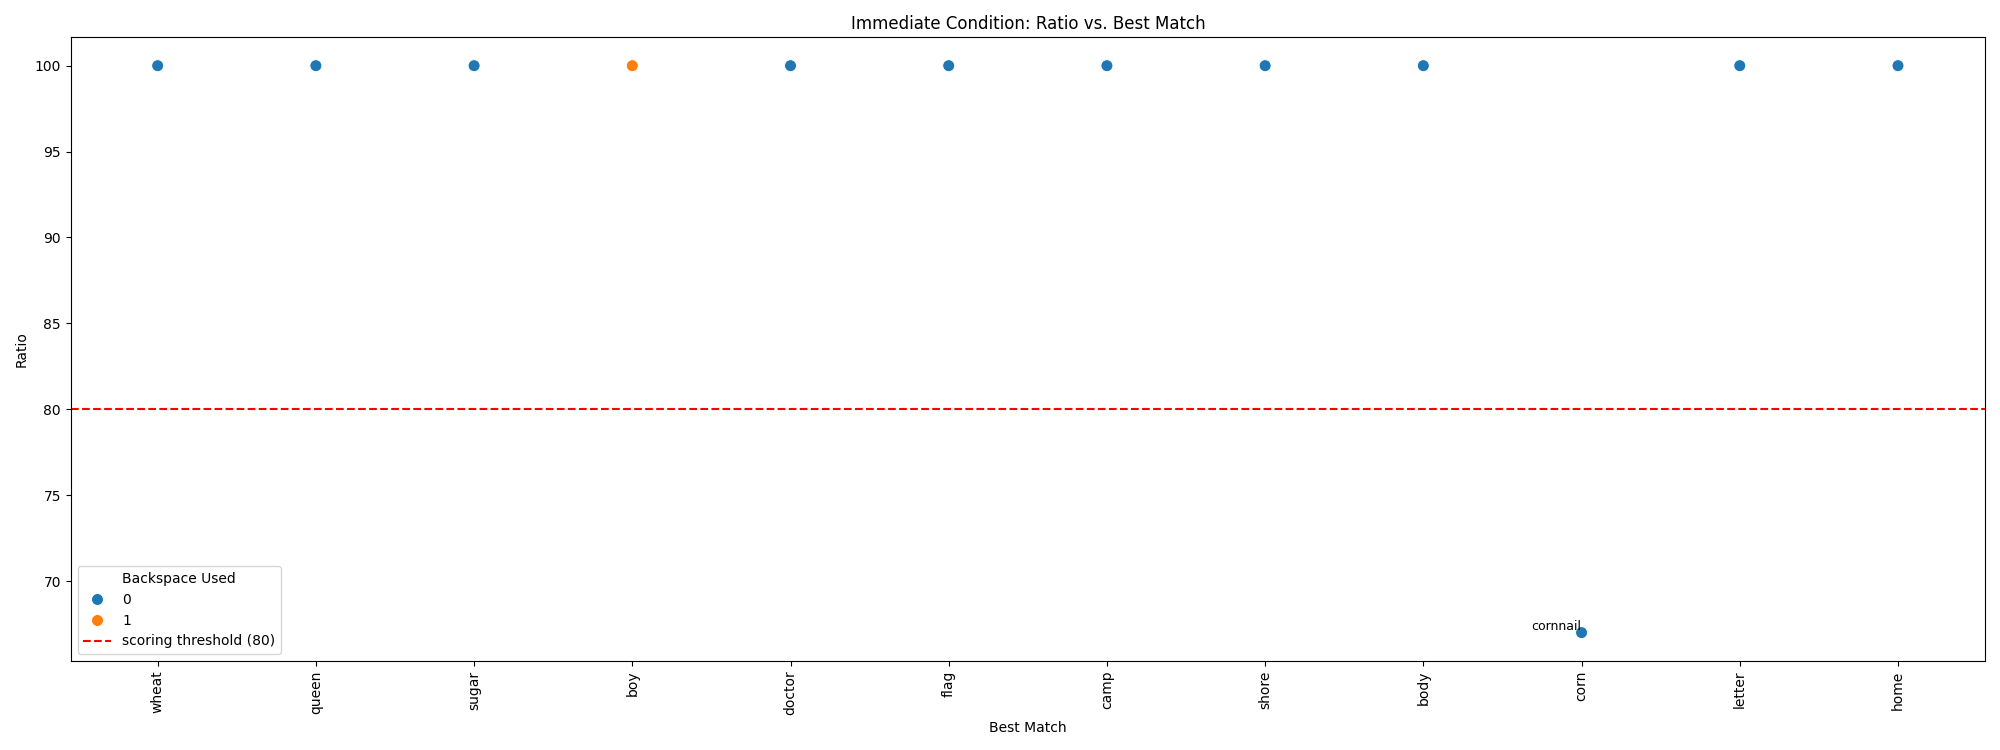 Immediate Condition: Ratio vs. Best Match
100
95
90
85
80
75
70
Ratio
cornnail
Backspace Used
0
1
scoring threshold (80)
wheat
queen
sugar
boy
doctor
flag
camp
shore
body
corn
letter
home
Best Match